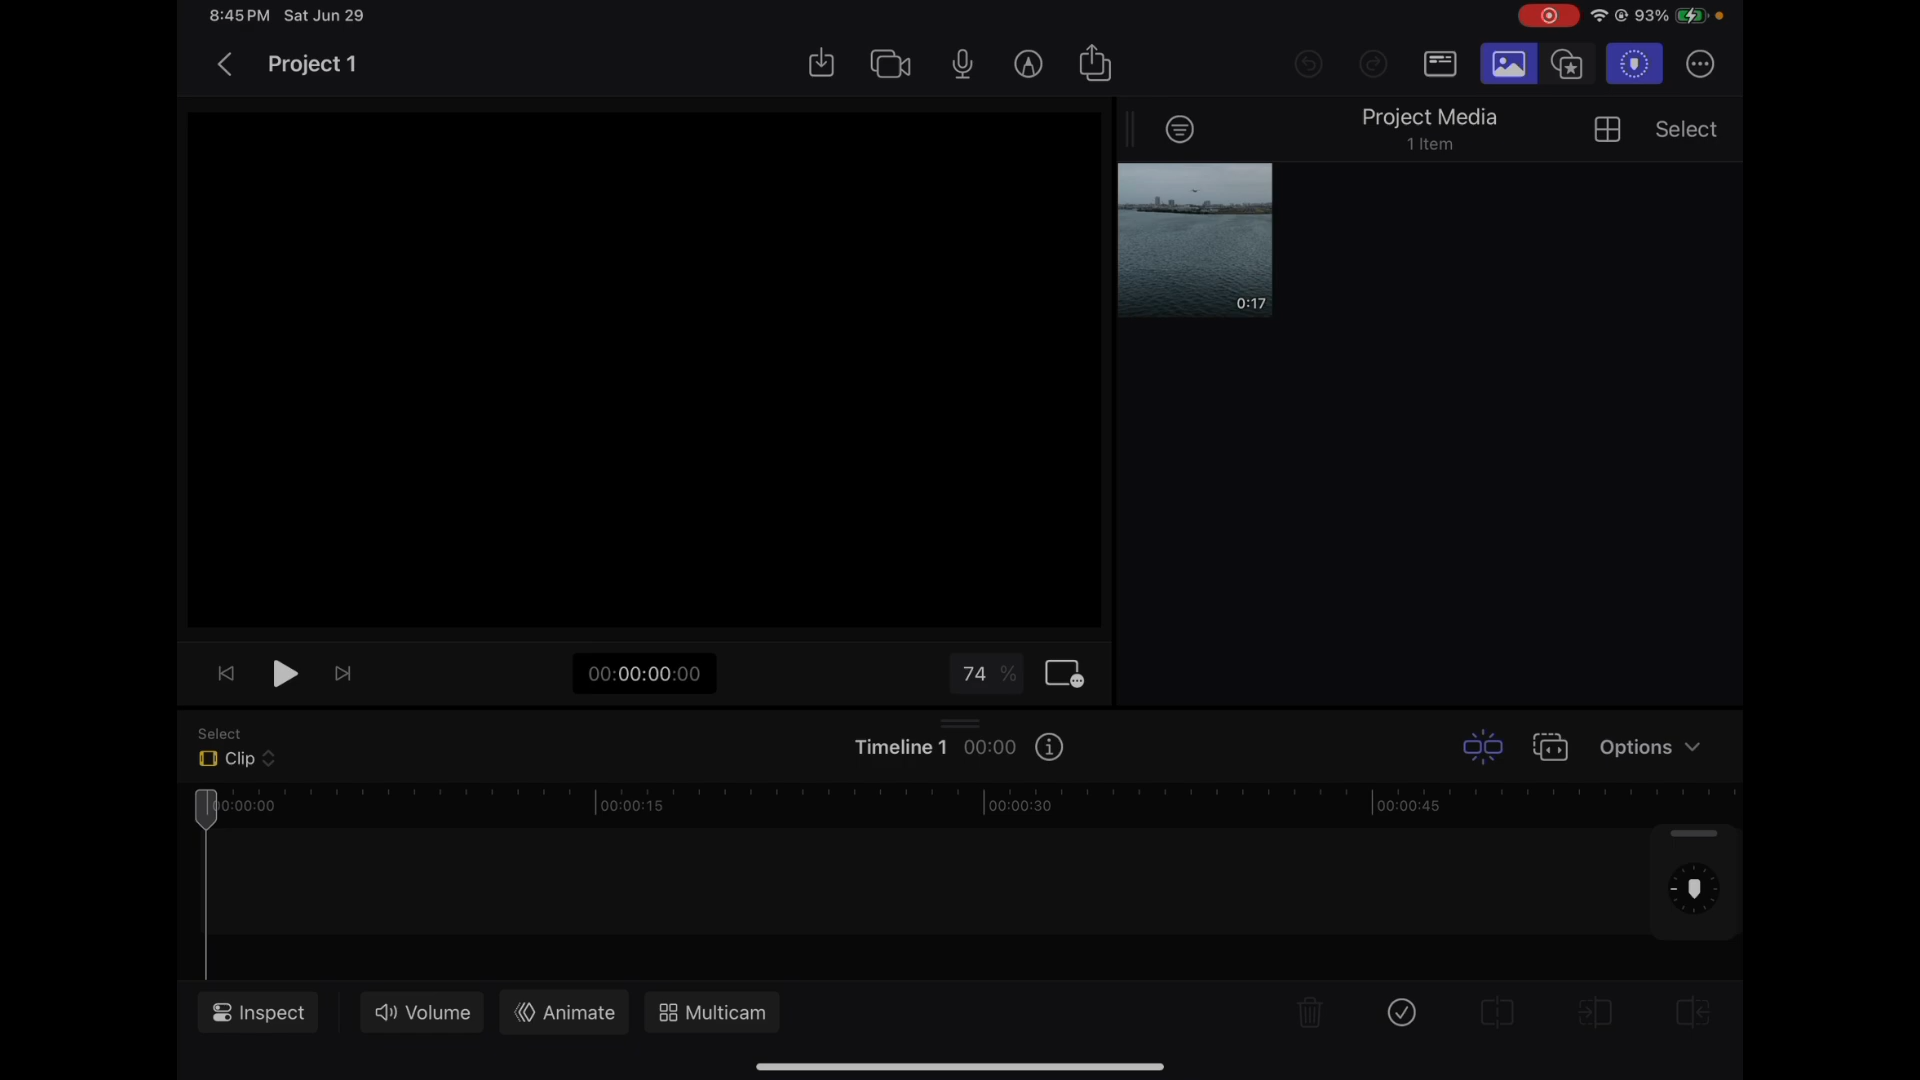 8:45 PM Sat Jun 29
93%
Project 1
Project Media
1 Item
Select
0:17
00:00:00:00
74 %
Select
Clip
Timeline 1 00:00
Options
00:00:00 00:00:15 00:00:30 00:00:45
Inspect Volume Animate Multicam